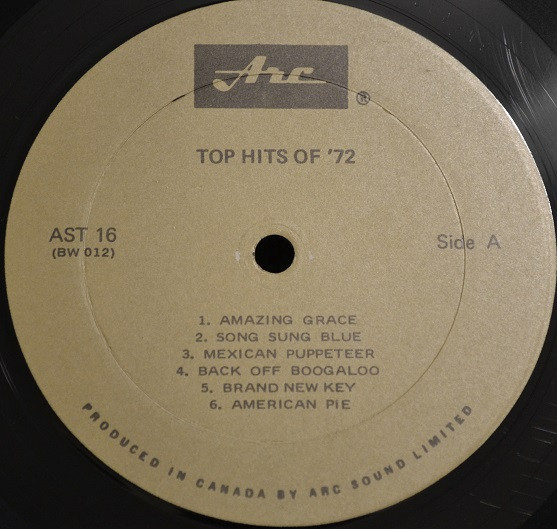 Arc
®
TOP HITS OF '72
AST 16
(BW 012)
Side A
1. AMAZING GRACE
2. SONG SUNG BLUE
3. MEXICAN PUPPETEER
4. BACK OFF BOOGALOO
5. BRAND NEW KEY
6. AMERICAN PIE
PRODUCED IN CANADA BY ARC SOUND LIMITED